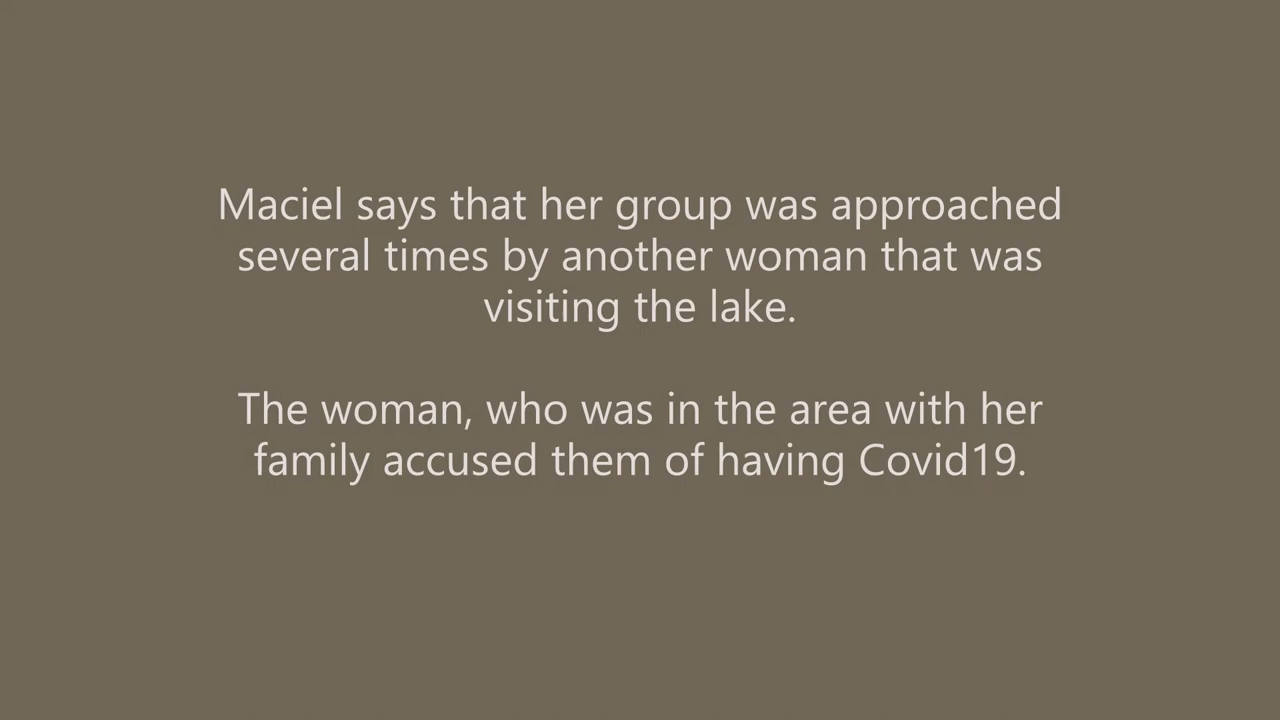 Maciel says that her group was approached
several times by another woman that was
visiting the lake.
The woman, who was in the area with her
family accused them of having Covid19.